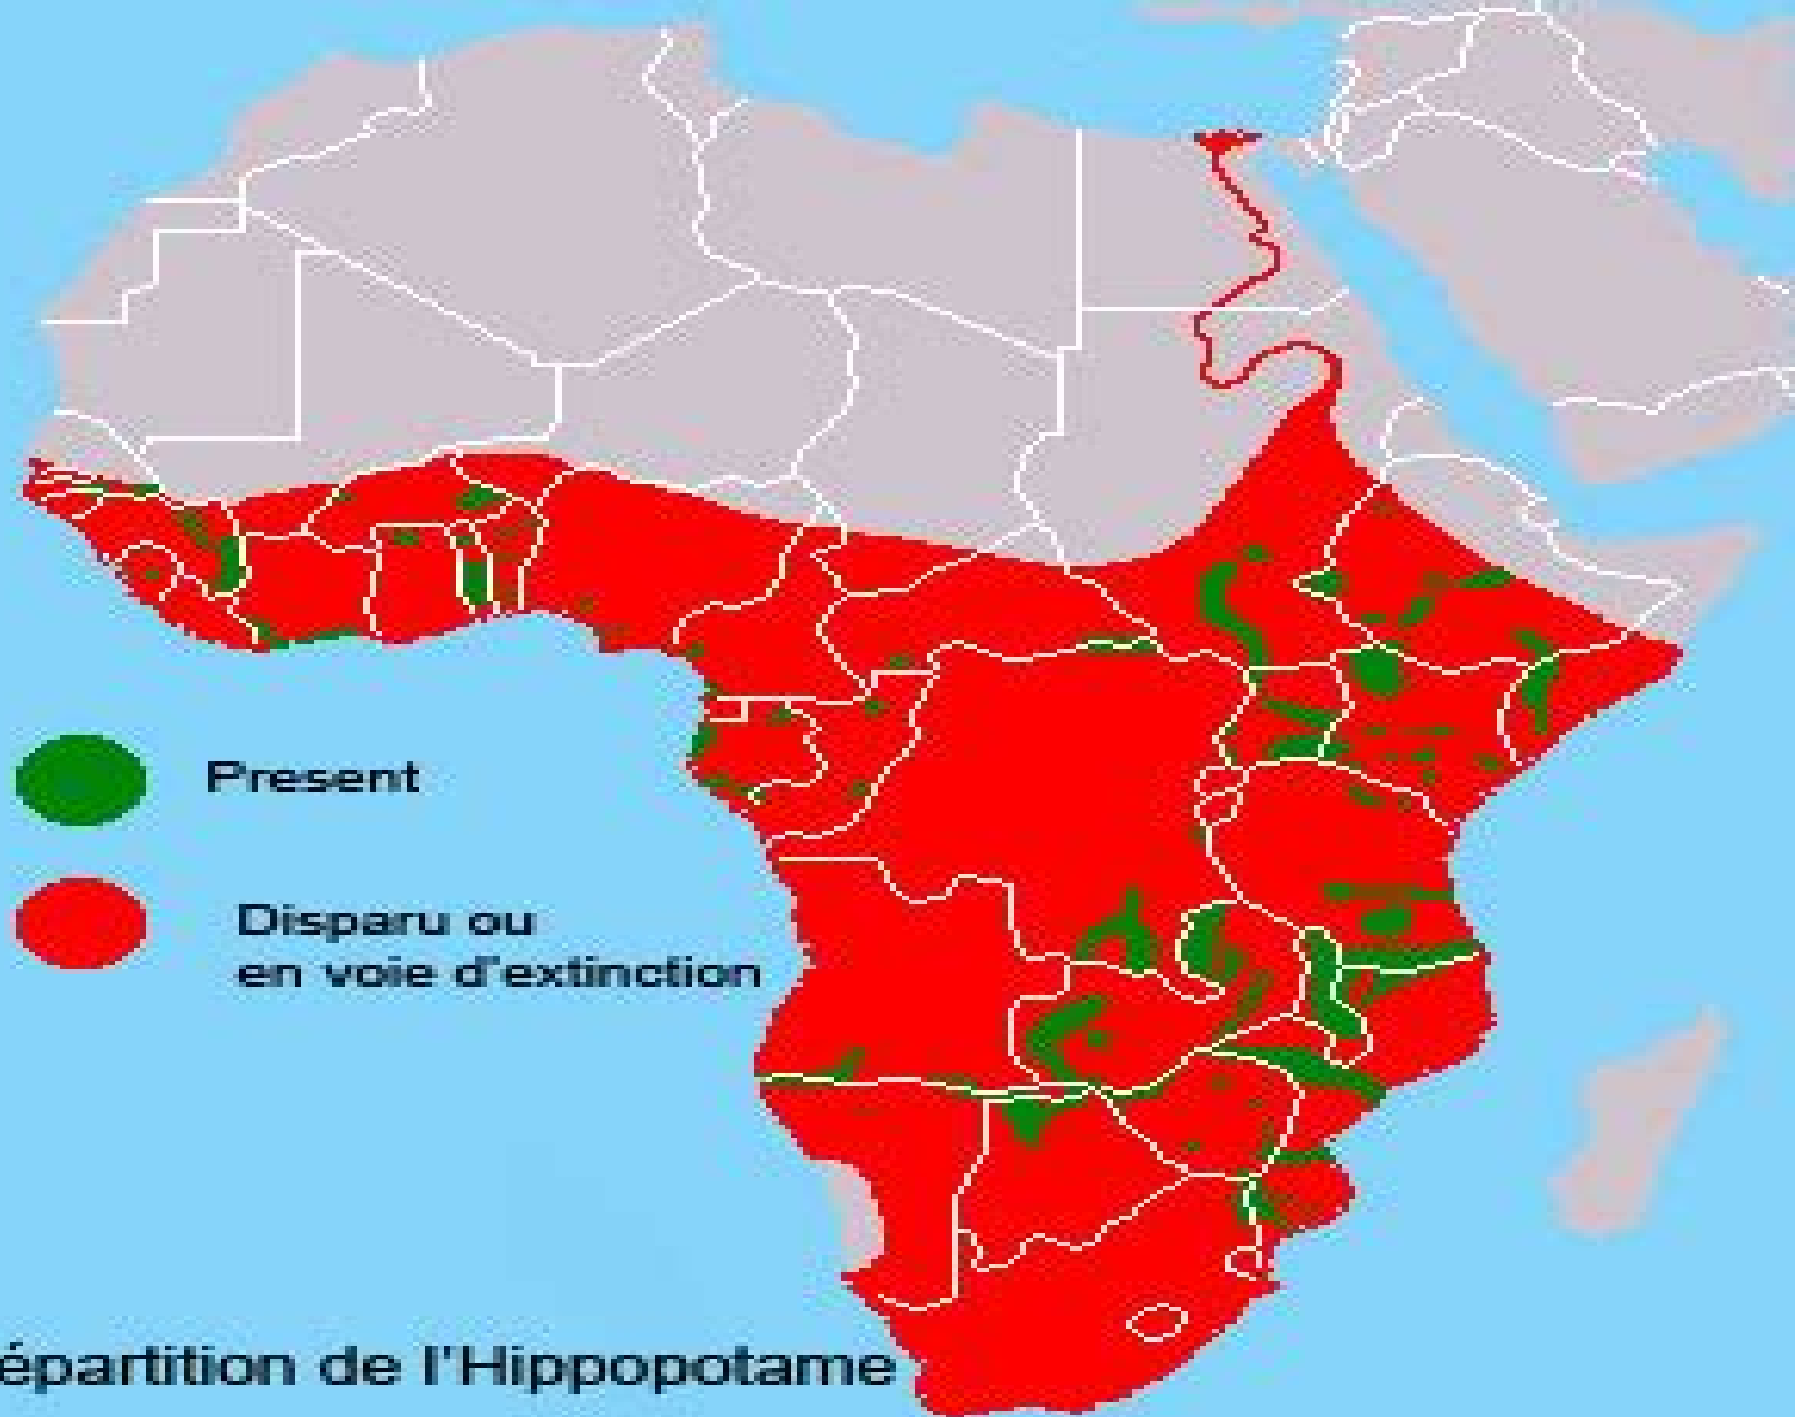 Present
Disparu ou
en voie d'extinction
épartition de l'Hippopotame